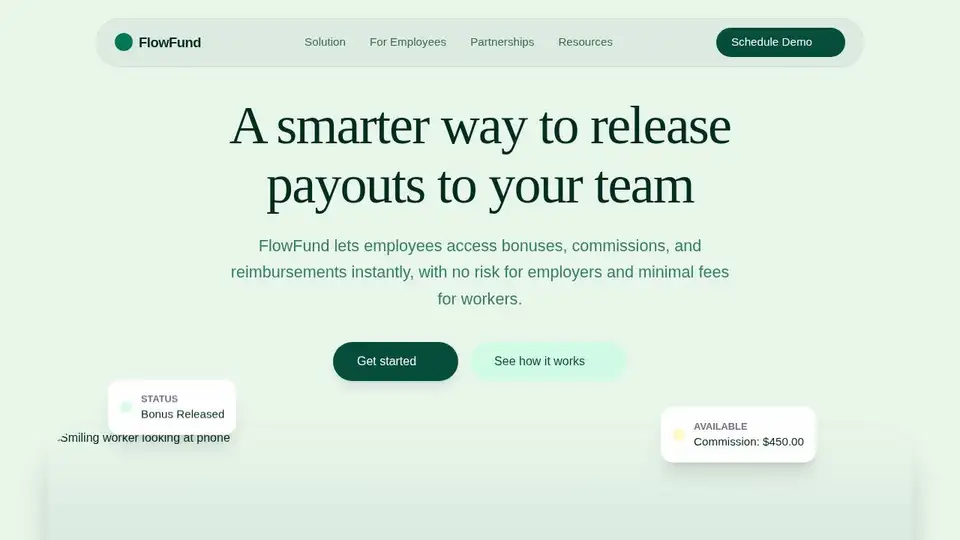 FlowFund
Solution
For Employees
Partnerships
Resources
Schedule Demo
A smarter way to release
payouts to your team
FlowFund lets employees access bonuses, commissions, and
reimbursements instantly, with no risk for employers and minimal fees
for workers.
Get started
See how it works
STATUS
Bonus Released
Smiling worker looking at phone
AVAILABLE
Commission: $450.00